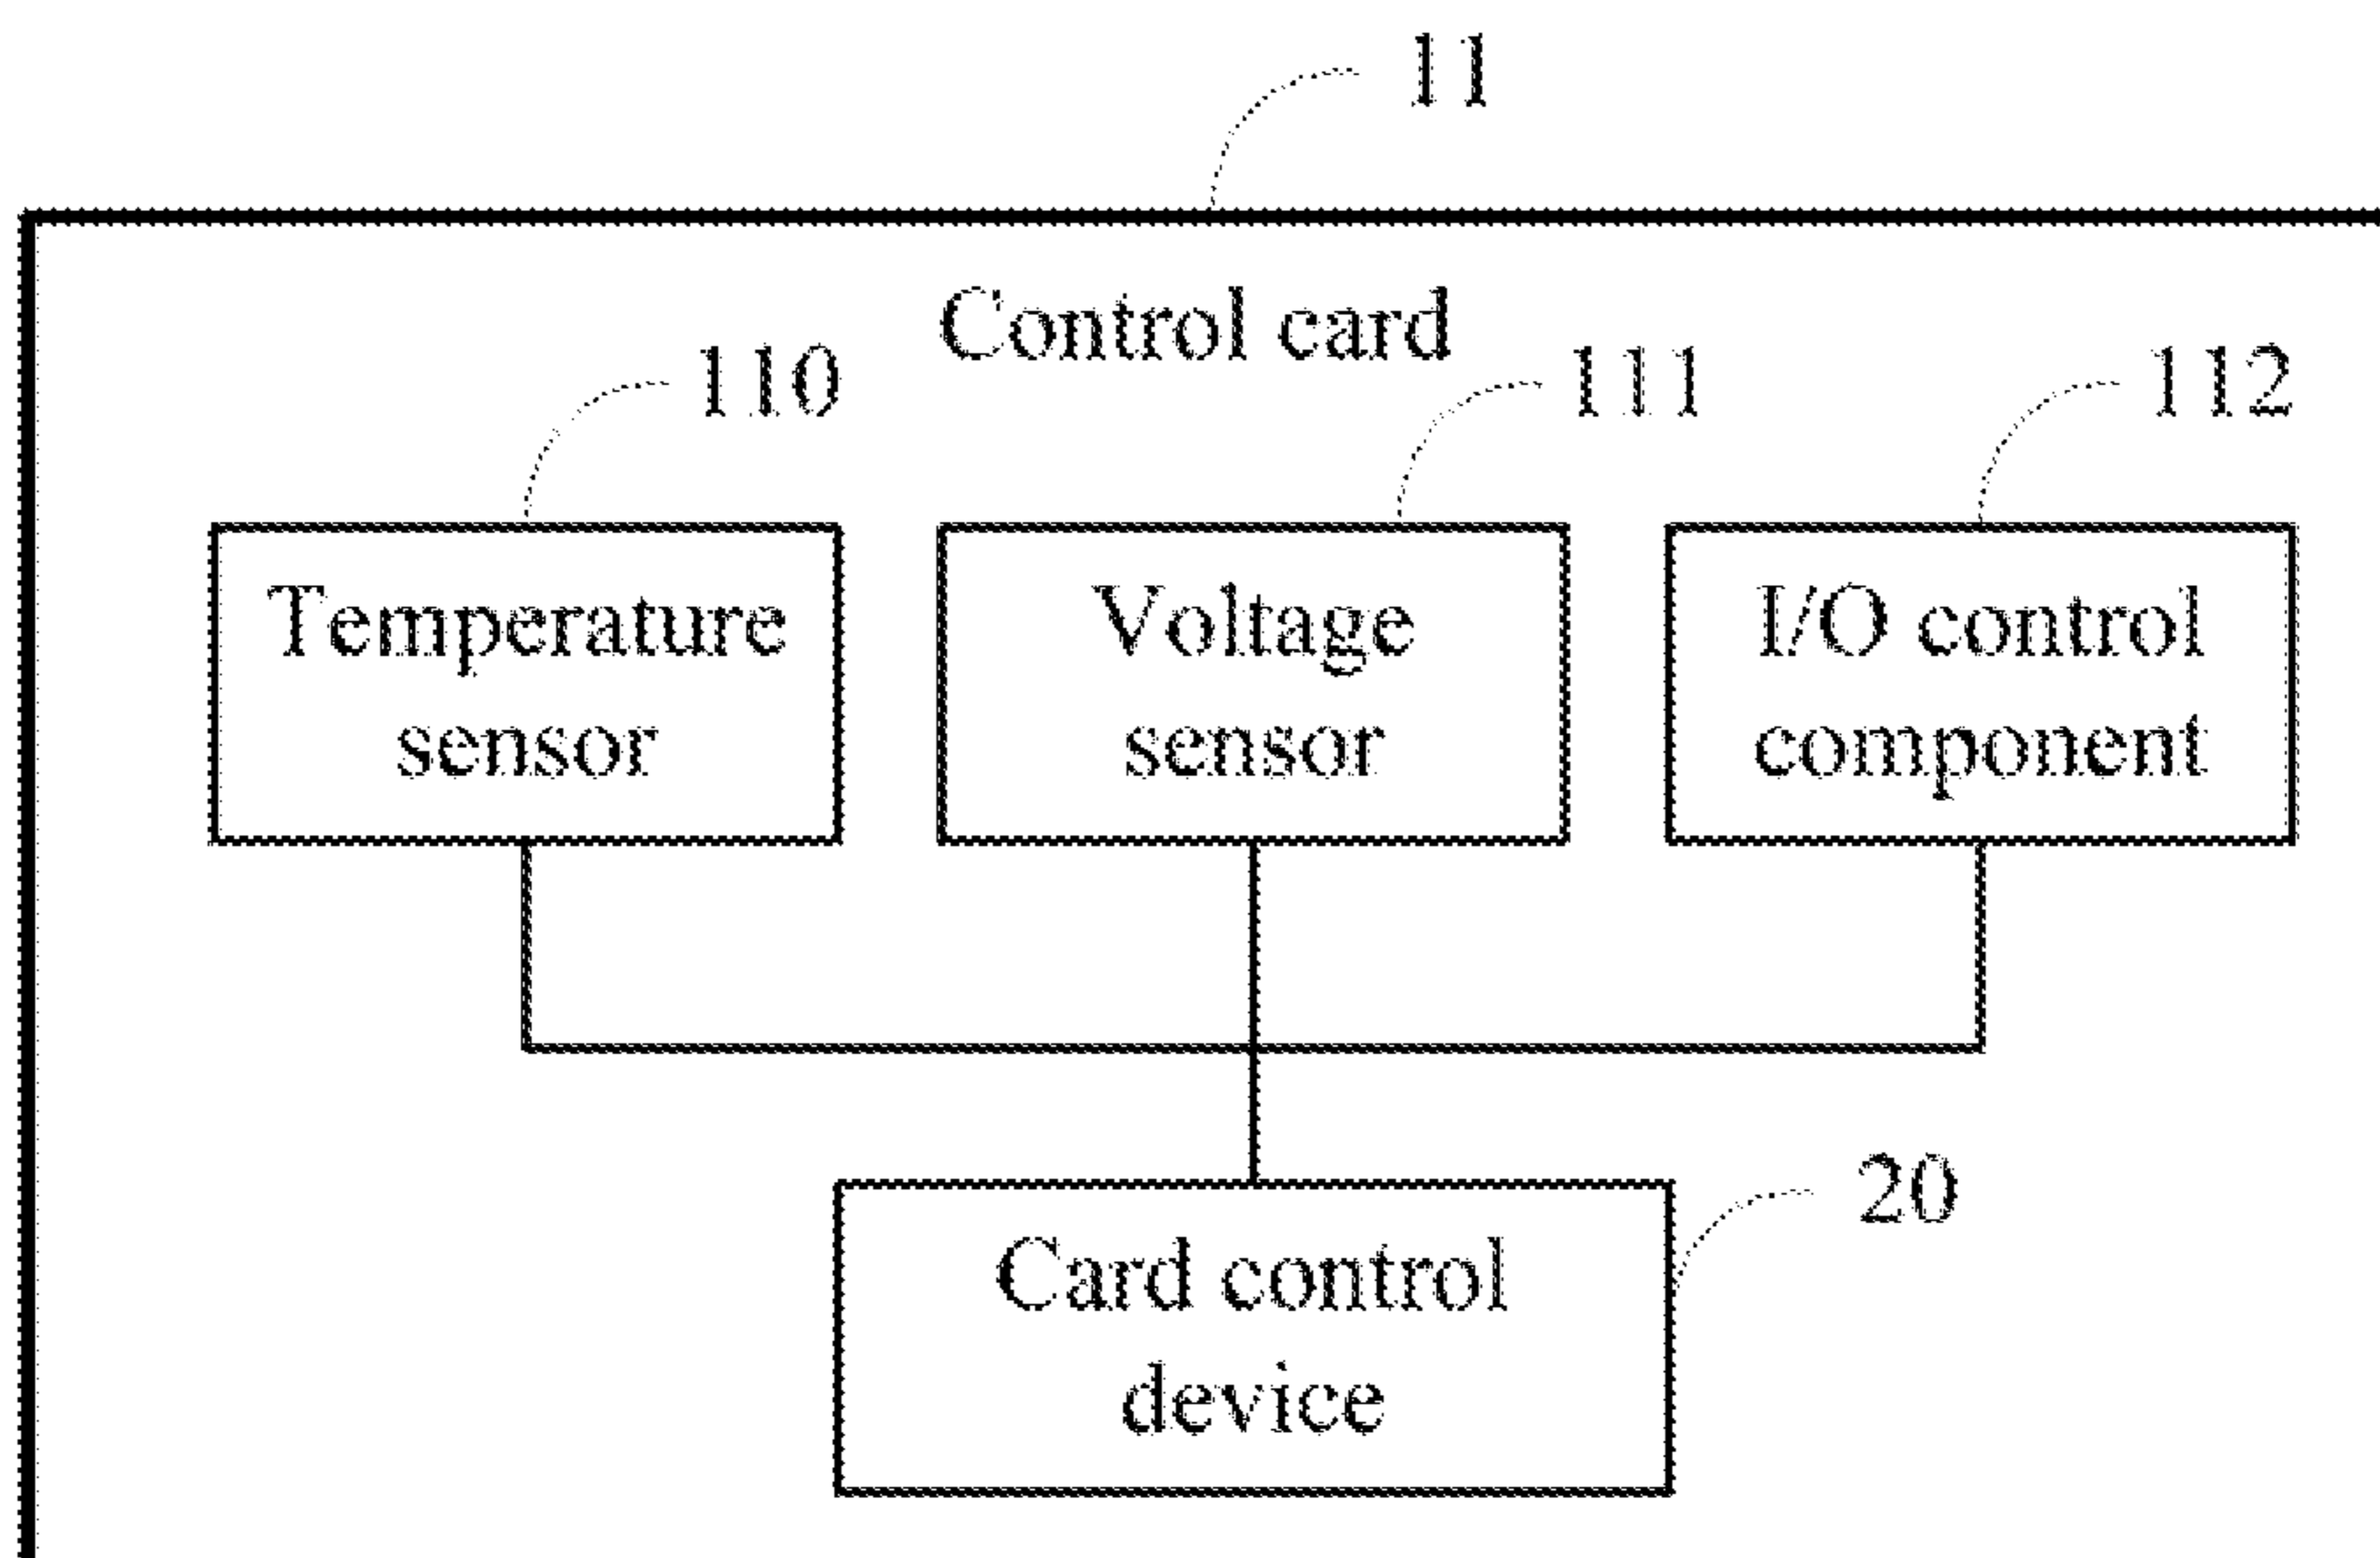 11
Control card
110
111
112
Temperature
sensor
Voltage
sensor
I/O control
component
20
Card control
device